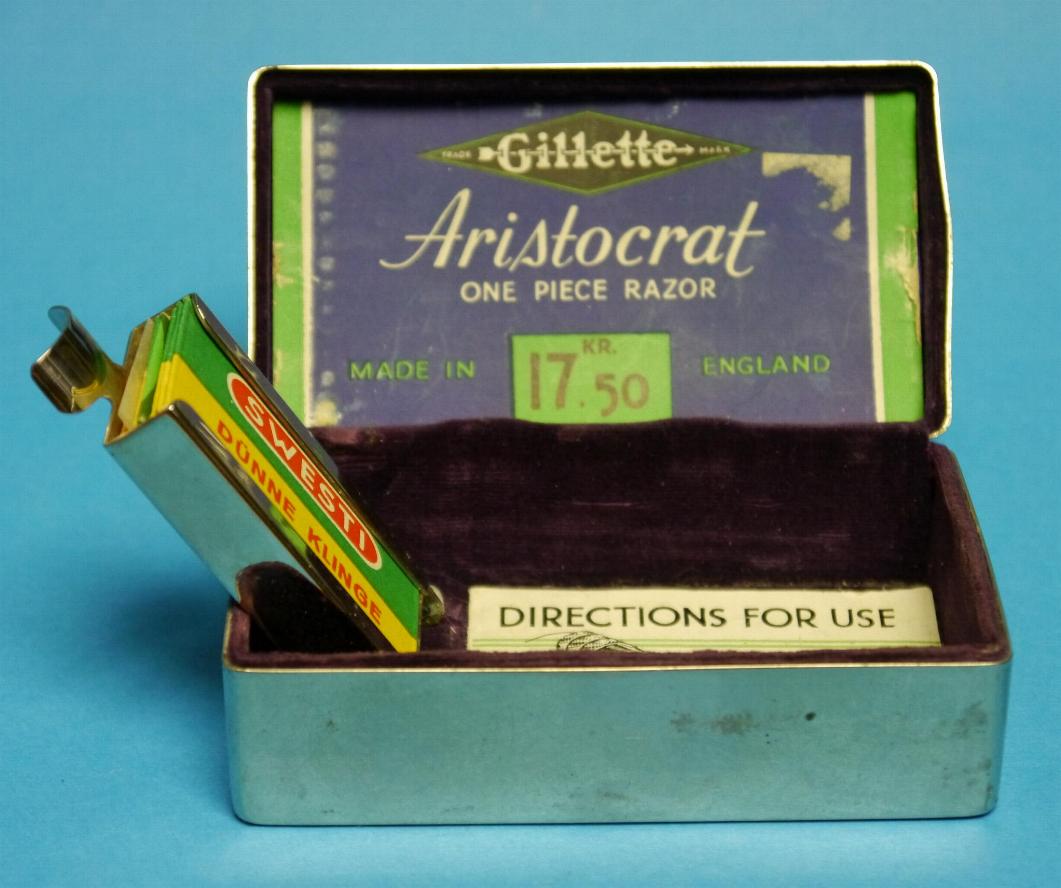 TRADE Gillette MARK
Aristocrat
ONE PIECE RAZOR
MADE IN
KR.
17.50
ENGLAND
SWESTI
DÜNNE KLINGE
DIRECTIONS FOR USE